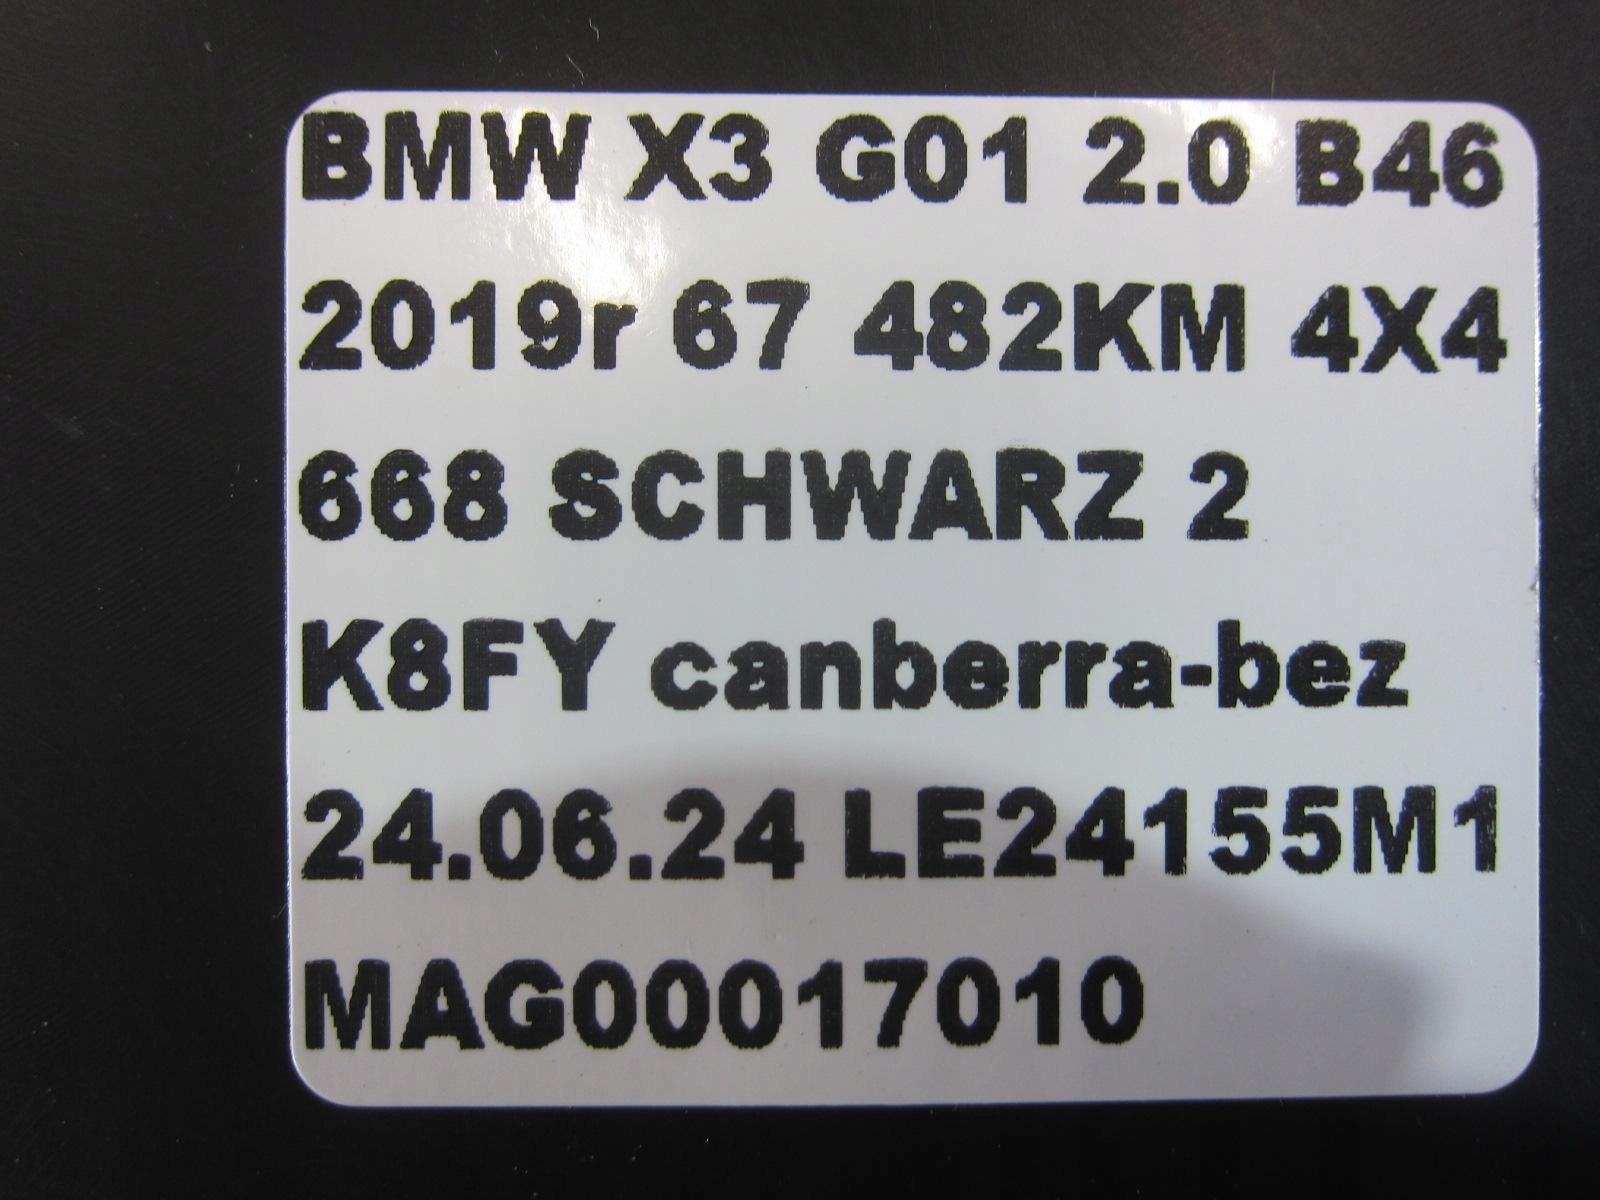 BMW X3 G01 2.0 B46
2019r 67 482KM 4X4
668 SCHWARZ 2
K8FY canberra-bez
24.06.24 LE24155M1
MAG00017010